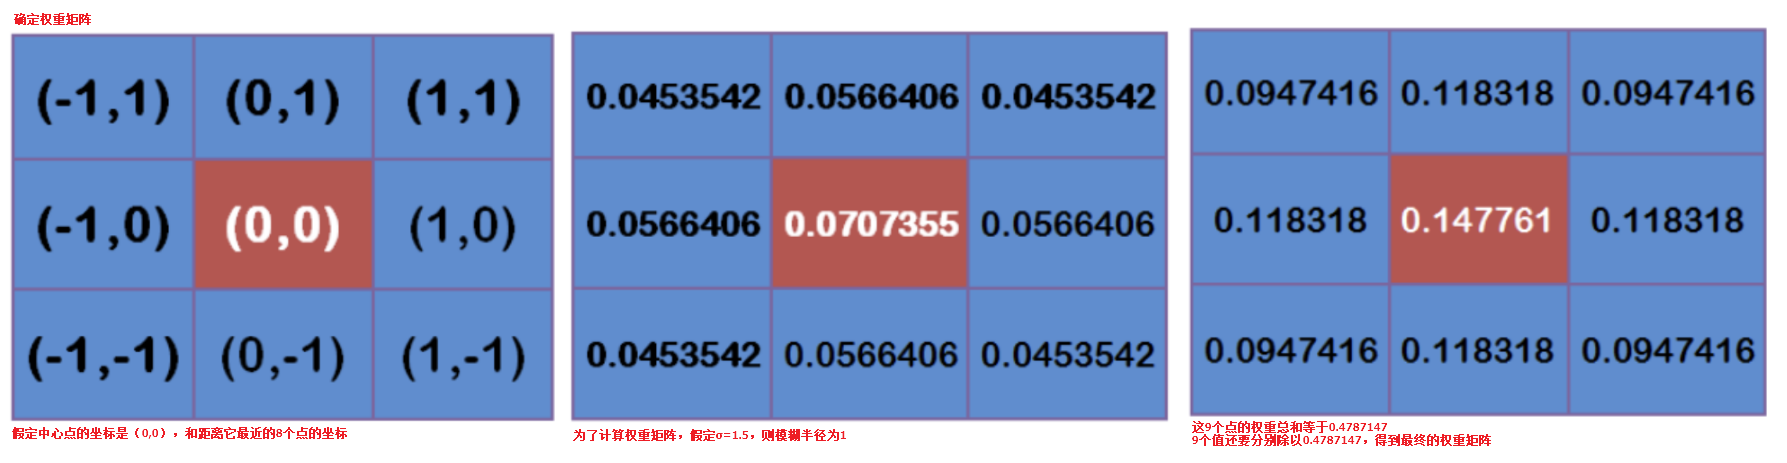 确定权重矩阵
(-1,1) (0,1) (1,1)
(-1,0) (0,0) (1,0)
(-1,-1) (0,-1) (1,-1)
假定中心点的坐标是（0,0），和距离它最近的8个点的坐标
0.0453542 0.0566406 0.0453542
0.0566406 0.0707355 0.0566406
0.0453542 0.0566406 0.0453542
为了计算权重矩阵，假定σ=1.5，则模糊半径为1
0.0947416 0.118318 0.0947416
0.118318 0.147761 0.118318
0.0947416 0.118318 0.0947416
这9个点的权重总和等于0.4787147
9个值还要分别除以0.4787147，得到最终的权重矩阵